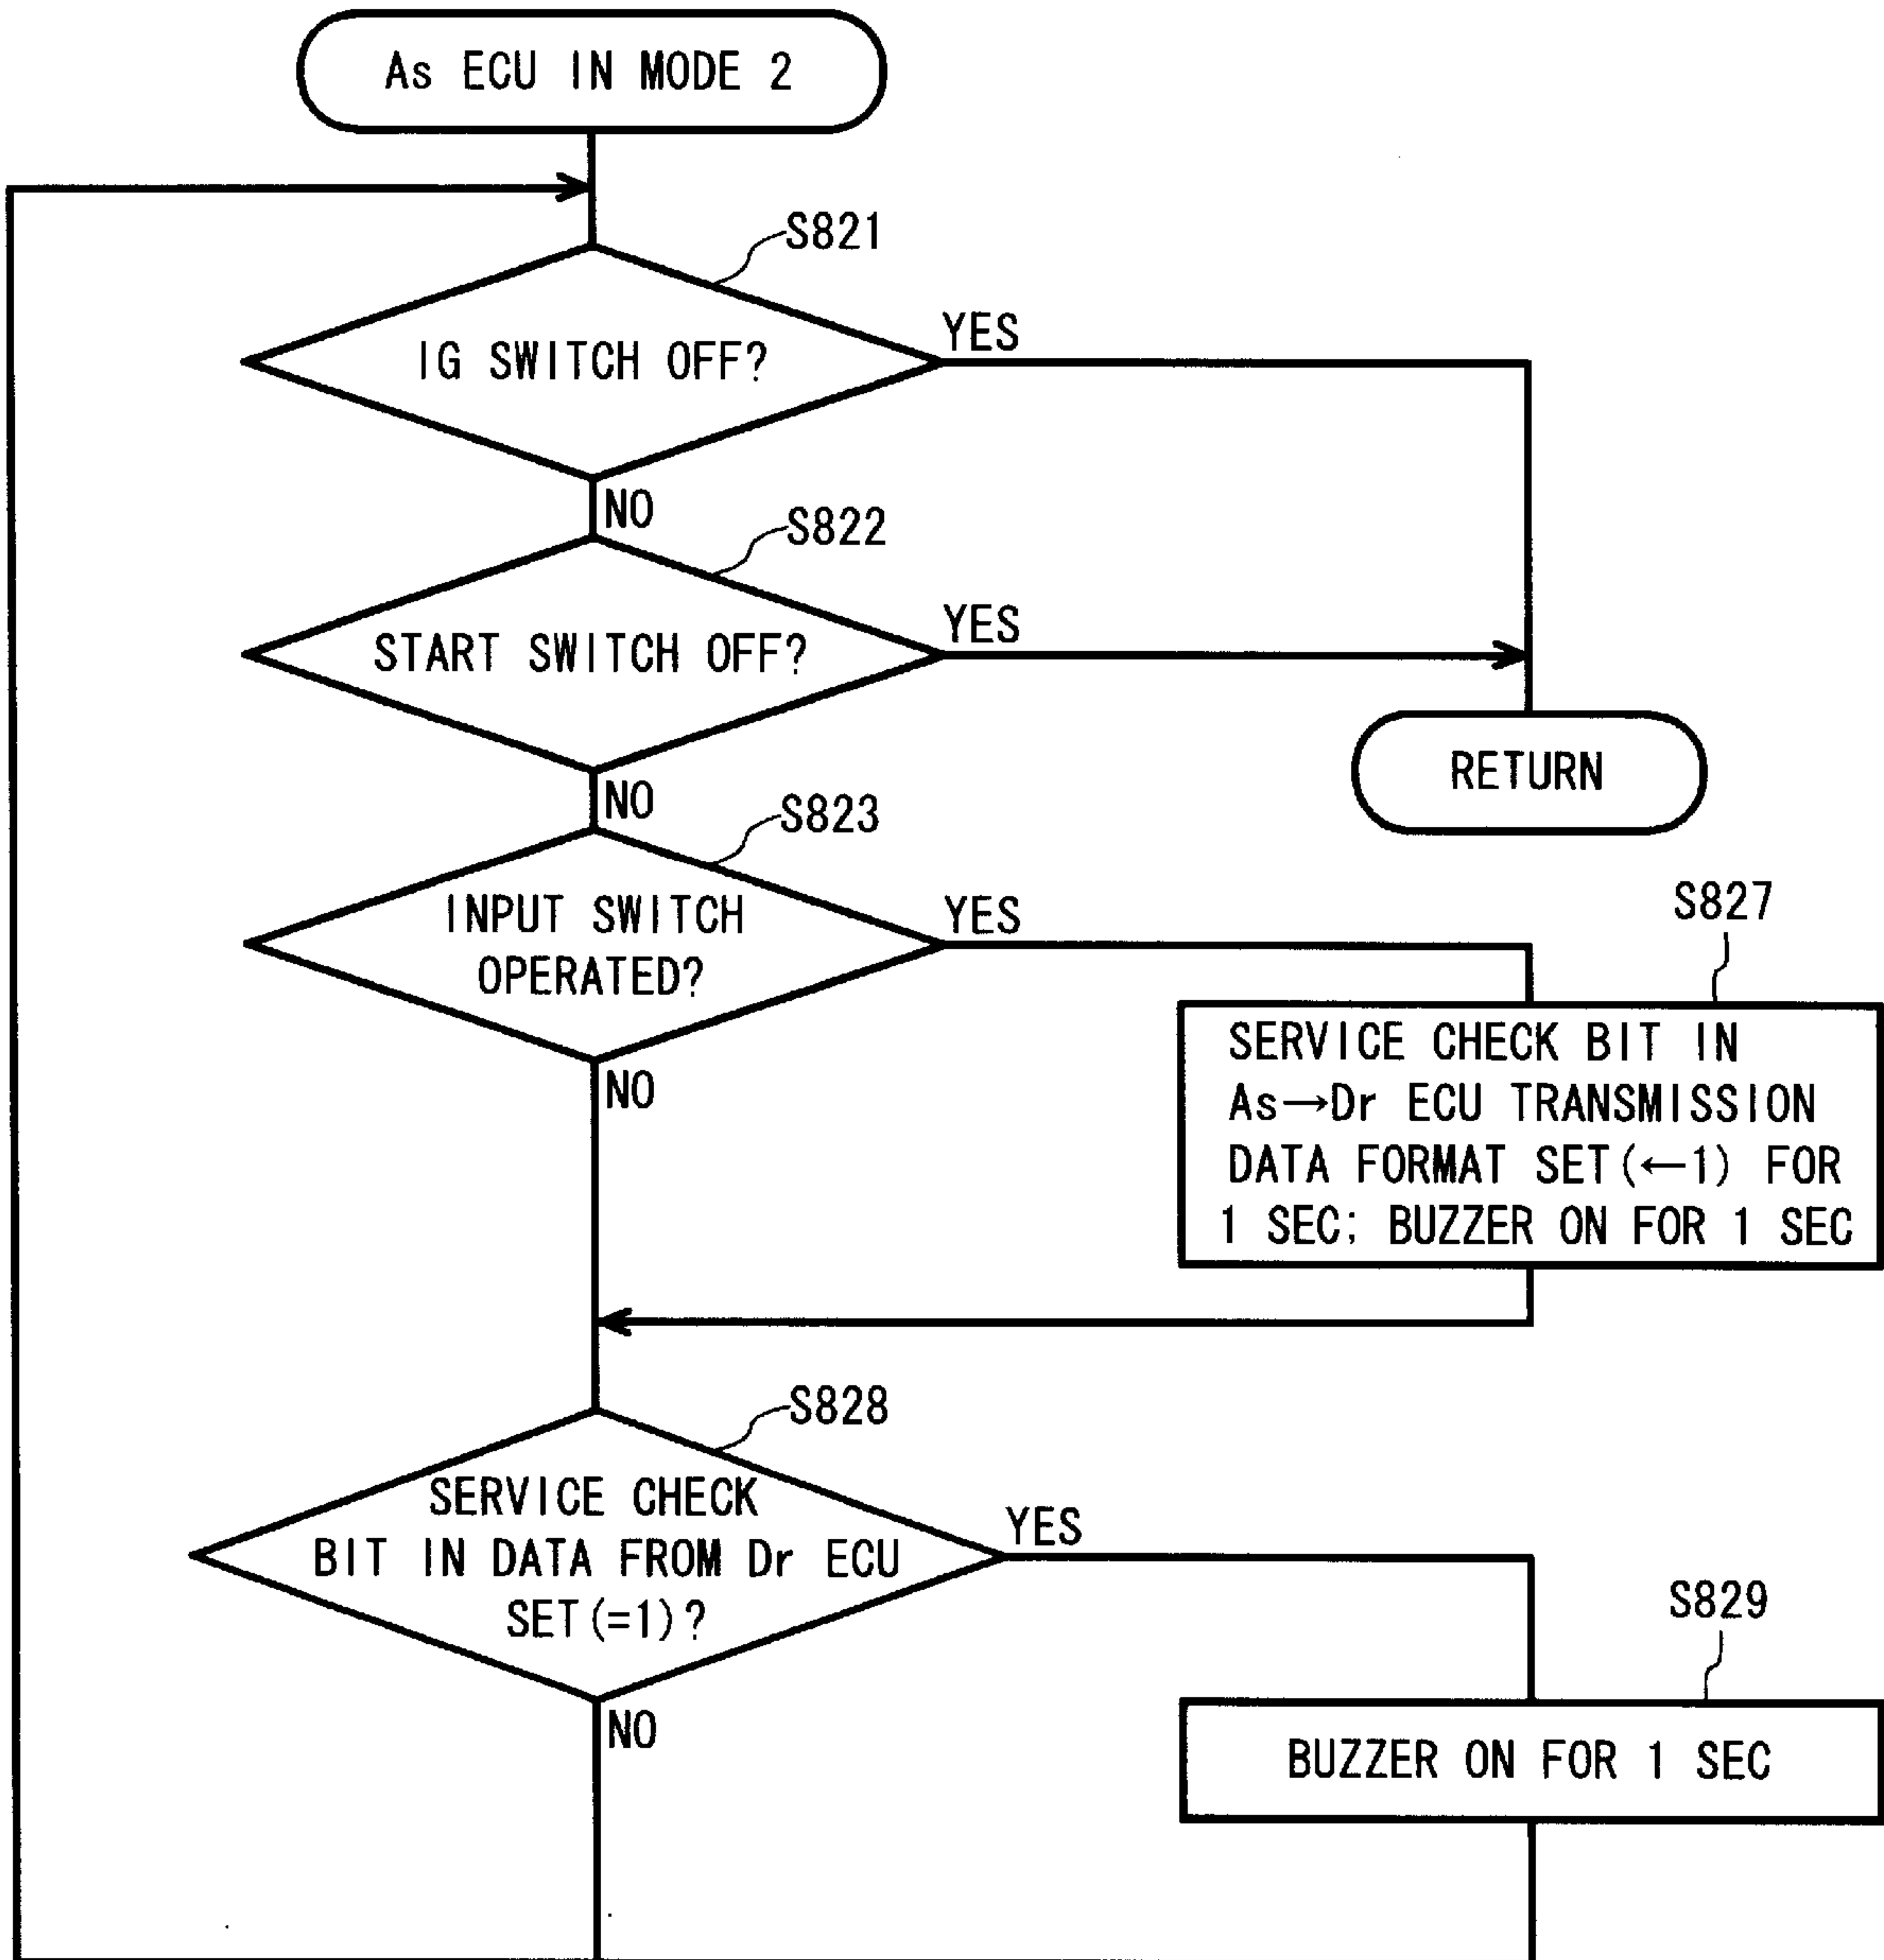 As ECU IN MODE 2
S821
IG SWITCH OFF?
YES
NO
S822
START SWITCH OFF?
YES
RETURN
NO
S823
INPUT SWITCH
OPERATED?
YES
NO
S827
SERVICE CHECK BIT IN
As→Dr ECU TRANSMISSION
DATA FORMAT SET(←1) FOR
1 SEC; BUZZER ON FOR 1 SEC
S828
SERVICE CHECK
BIT IN DATA FROM Dr ECU
SET(=1)?
YES
NO
S829
BUZZER ON FOR 1 SEC